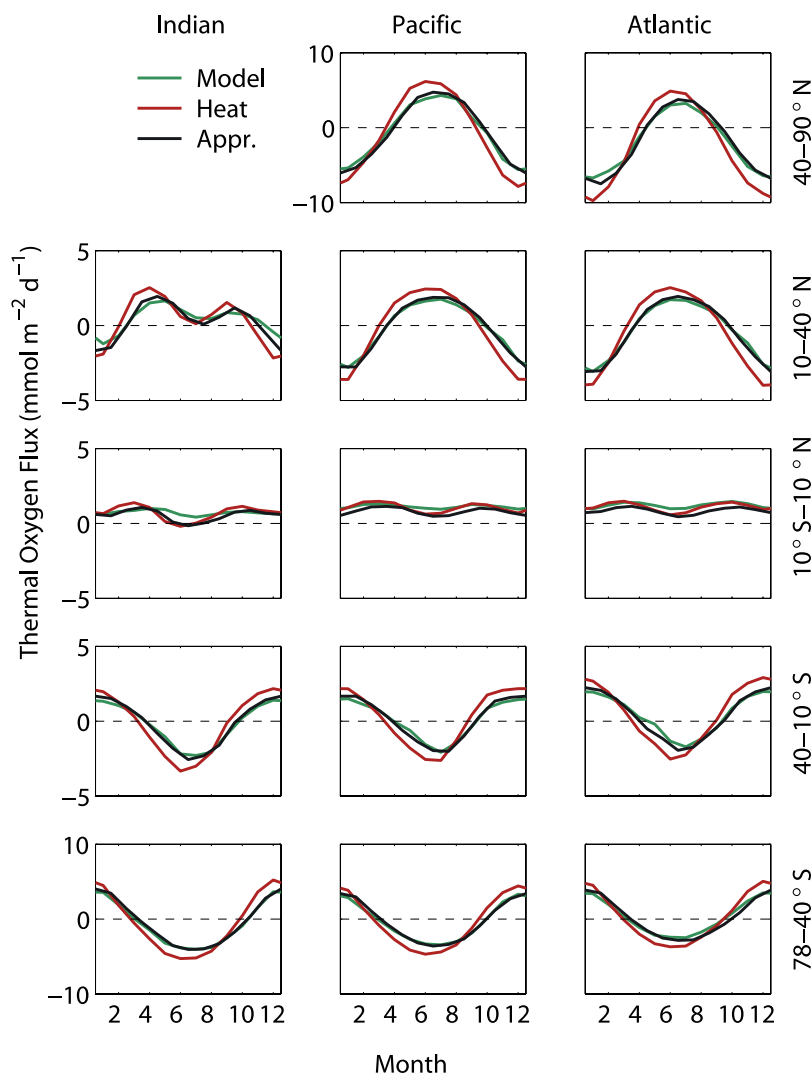 Indian Pacific Atlantic
Model
Heat
Appr.
10
0
−10
40−90° N
5
0
−5
10−40° N
5
0
−5
10° S−10° N
5
0
−5
40−10° S
10
0
−10
78−40° S
Thermal Oxygen Flux (mmol m⁻² d⁻¹)
2 4 6 8 10 12 2 4 6 8 10 12 2 4 6 8 10 12
Month